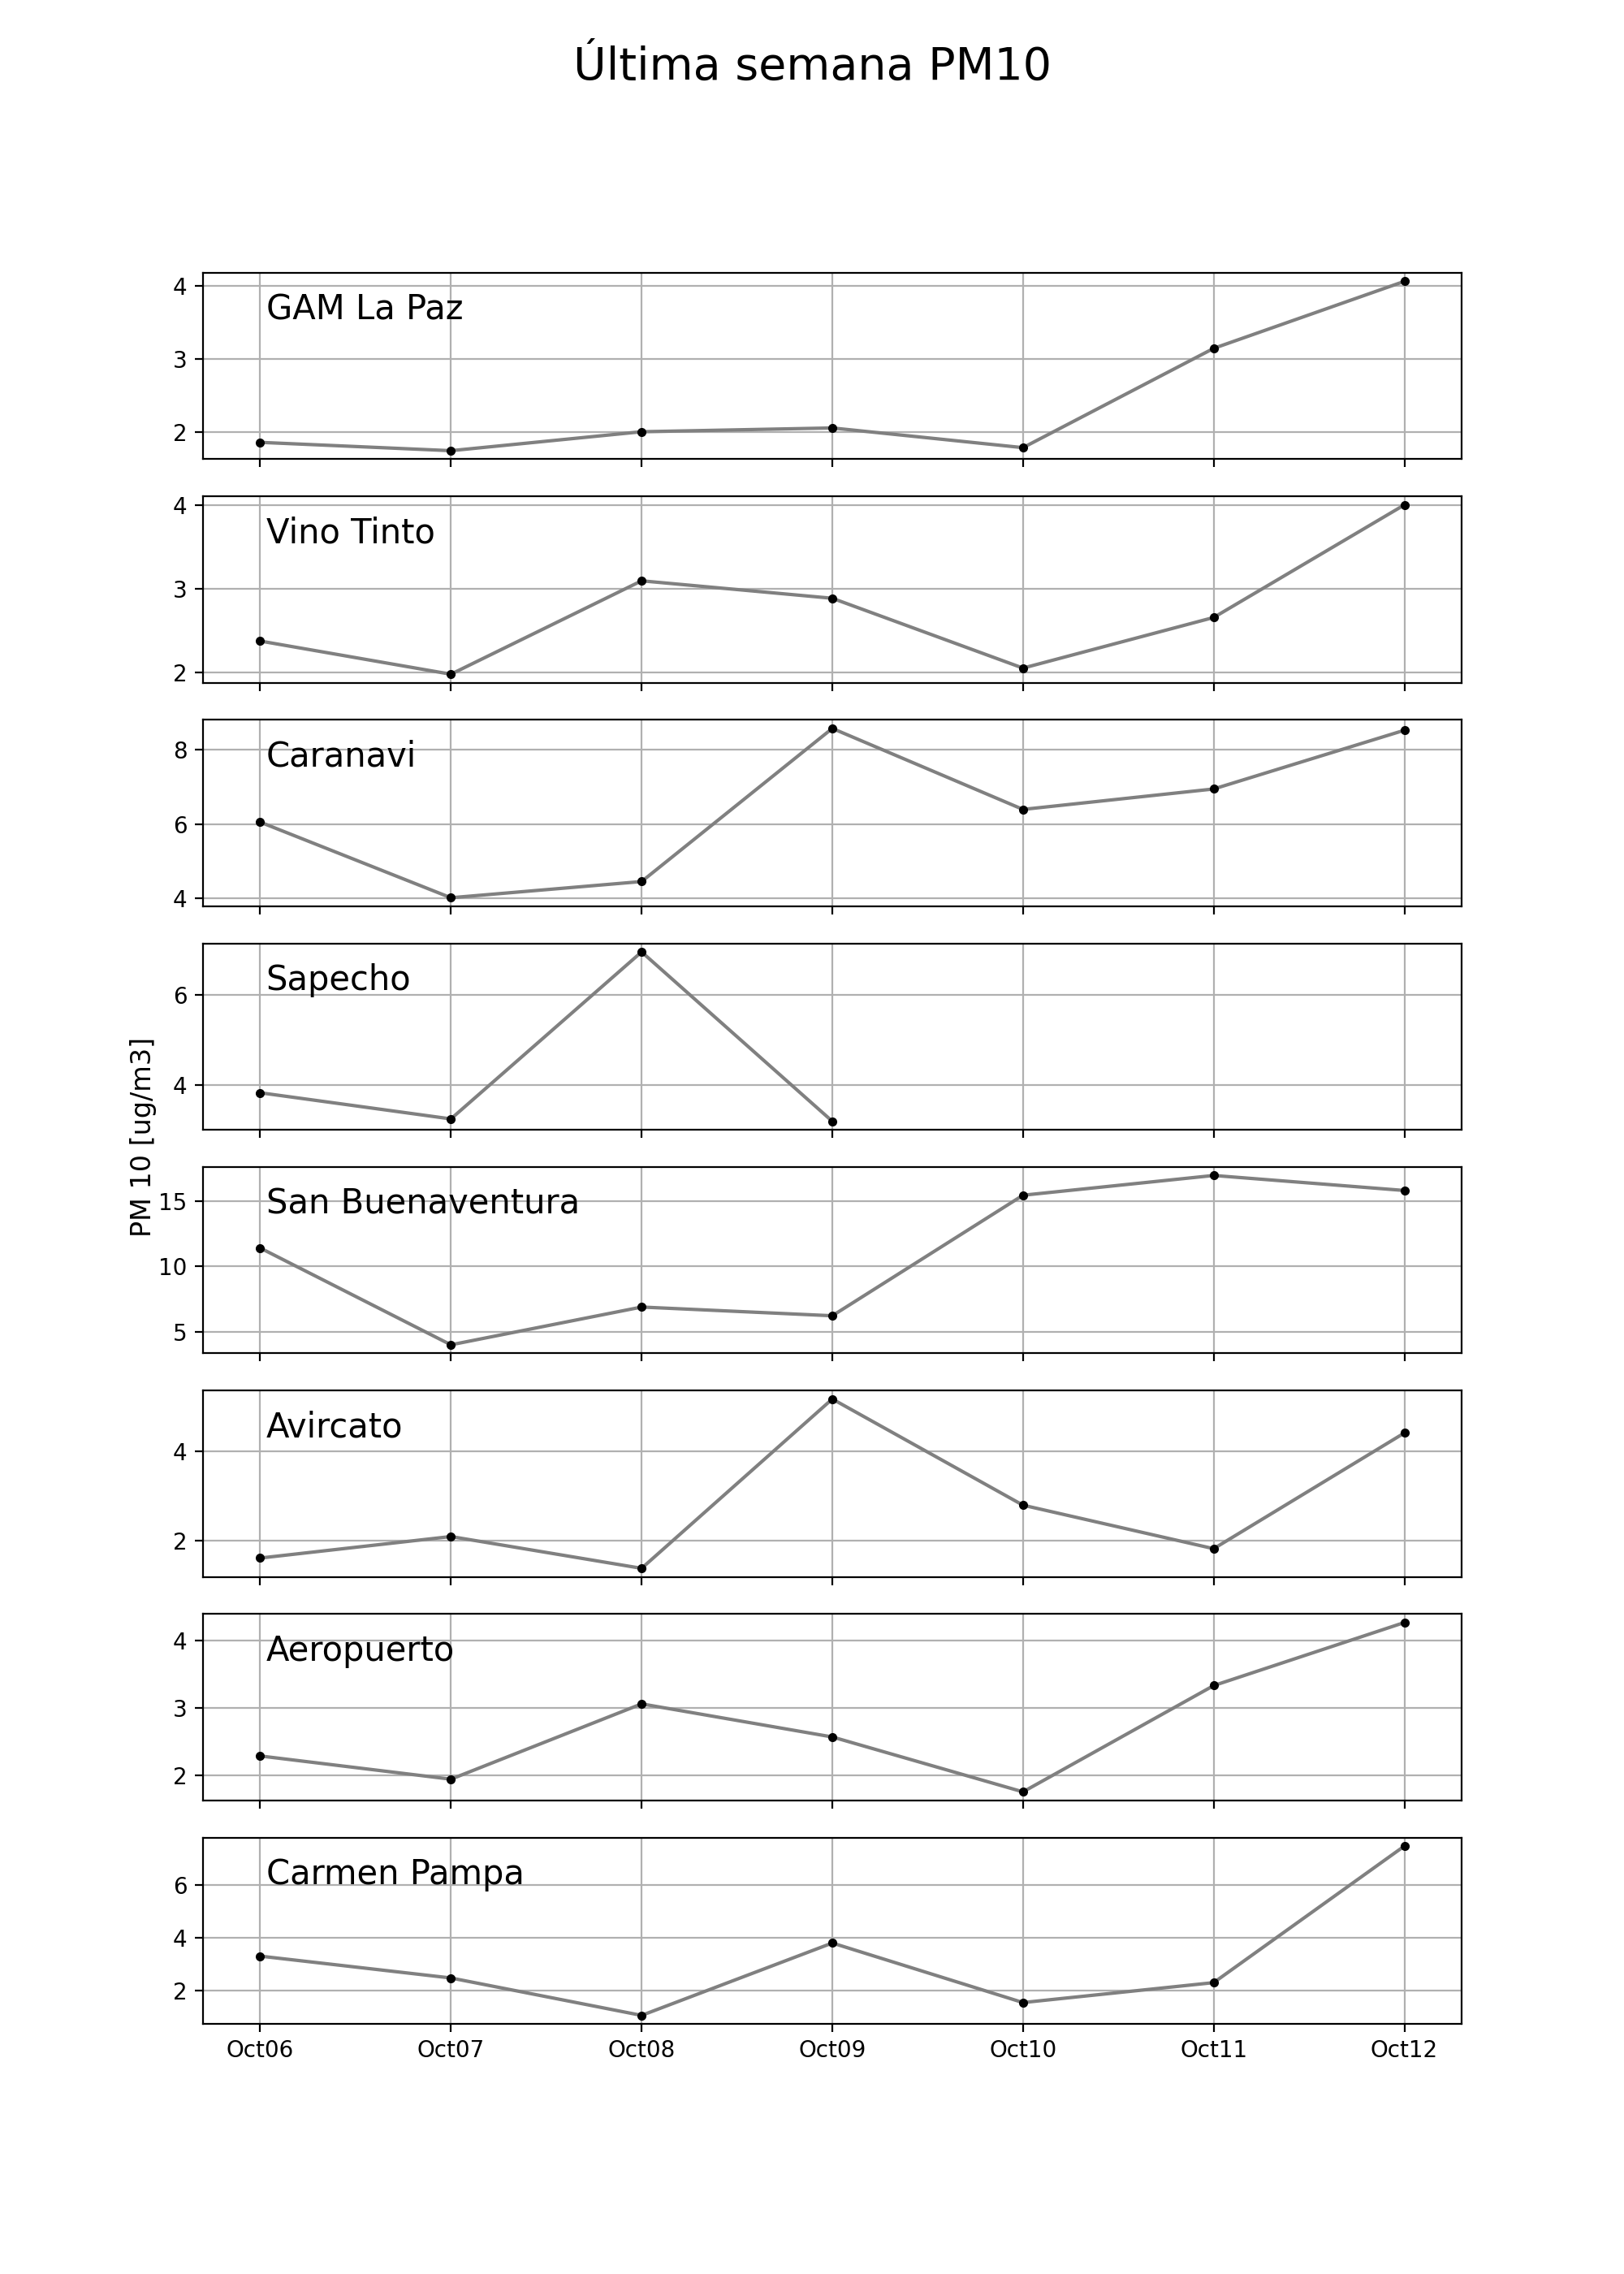 Última semana PM10
PM 10 [ug/m3]
GAM La Paz
4
3
2
Vino Tinto
4
3
2
Caranavi
8
6
4
Sapecho
6
4
San Buenaventura
15
10
5
Avircato
4
2
Aeropuerto
4
3
2
Carmen Pampa
6
4
2
Oct06 Oct07 Oct08 Oct09 Oct10 Oct11 Oct12